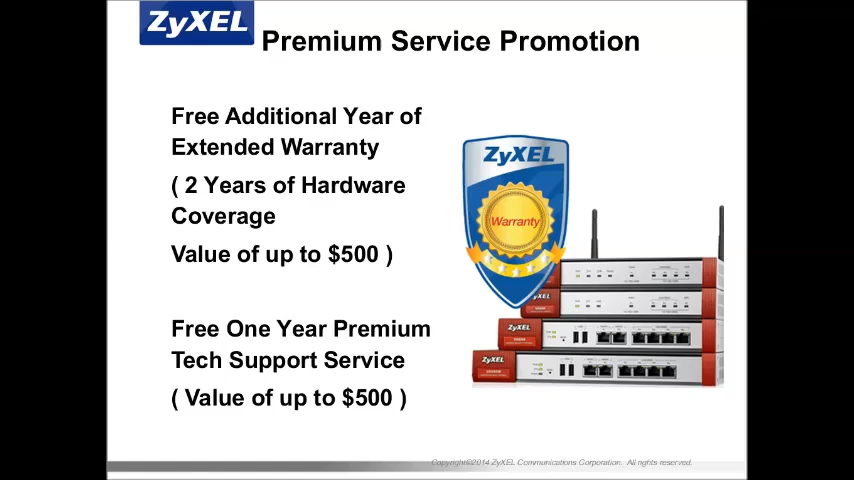 ZyXEL
Premium Service Promotion
Free Additional Year of
Extended Warranty
( 2 Years of Hardware
Coverage
Value of up to $500 )
Free One Year Premium
Tech Support Service
( Value of up to $500 )
ZyXEL
Warranty
ZyXEL
ZyXEL
ZyXEL
Copyright©2014 ZyXEL Communications Corporation. All rights reserved.